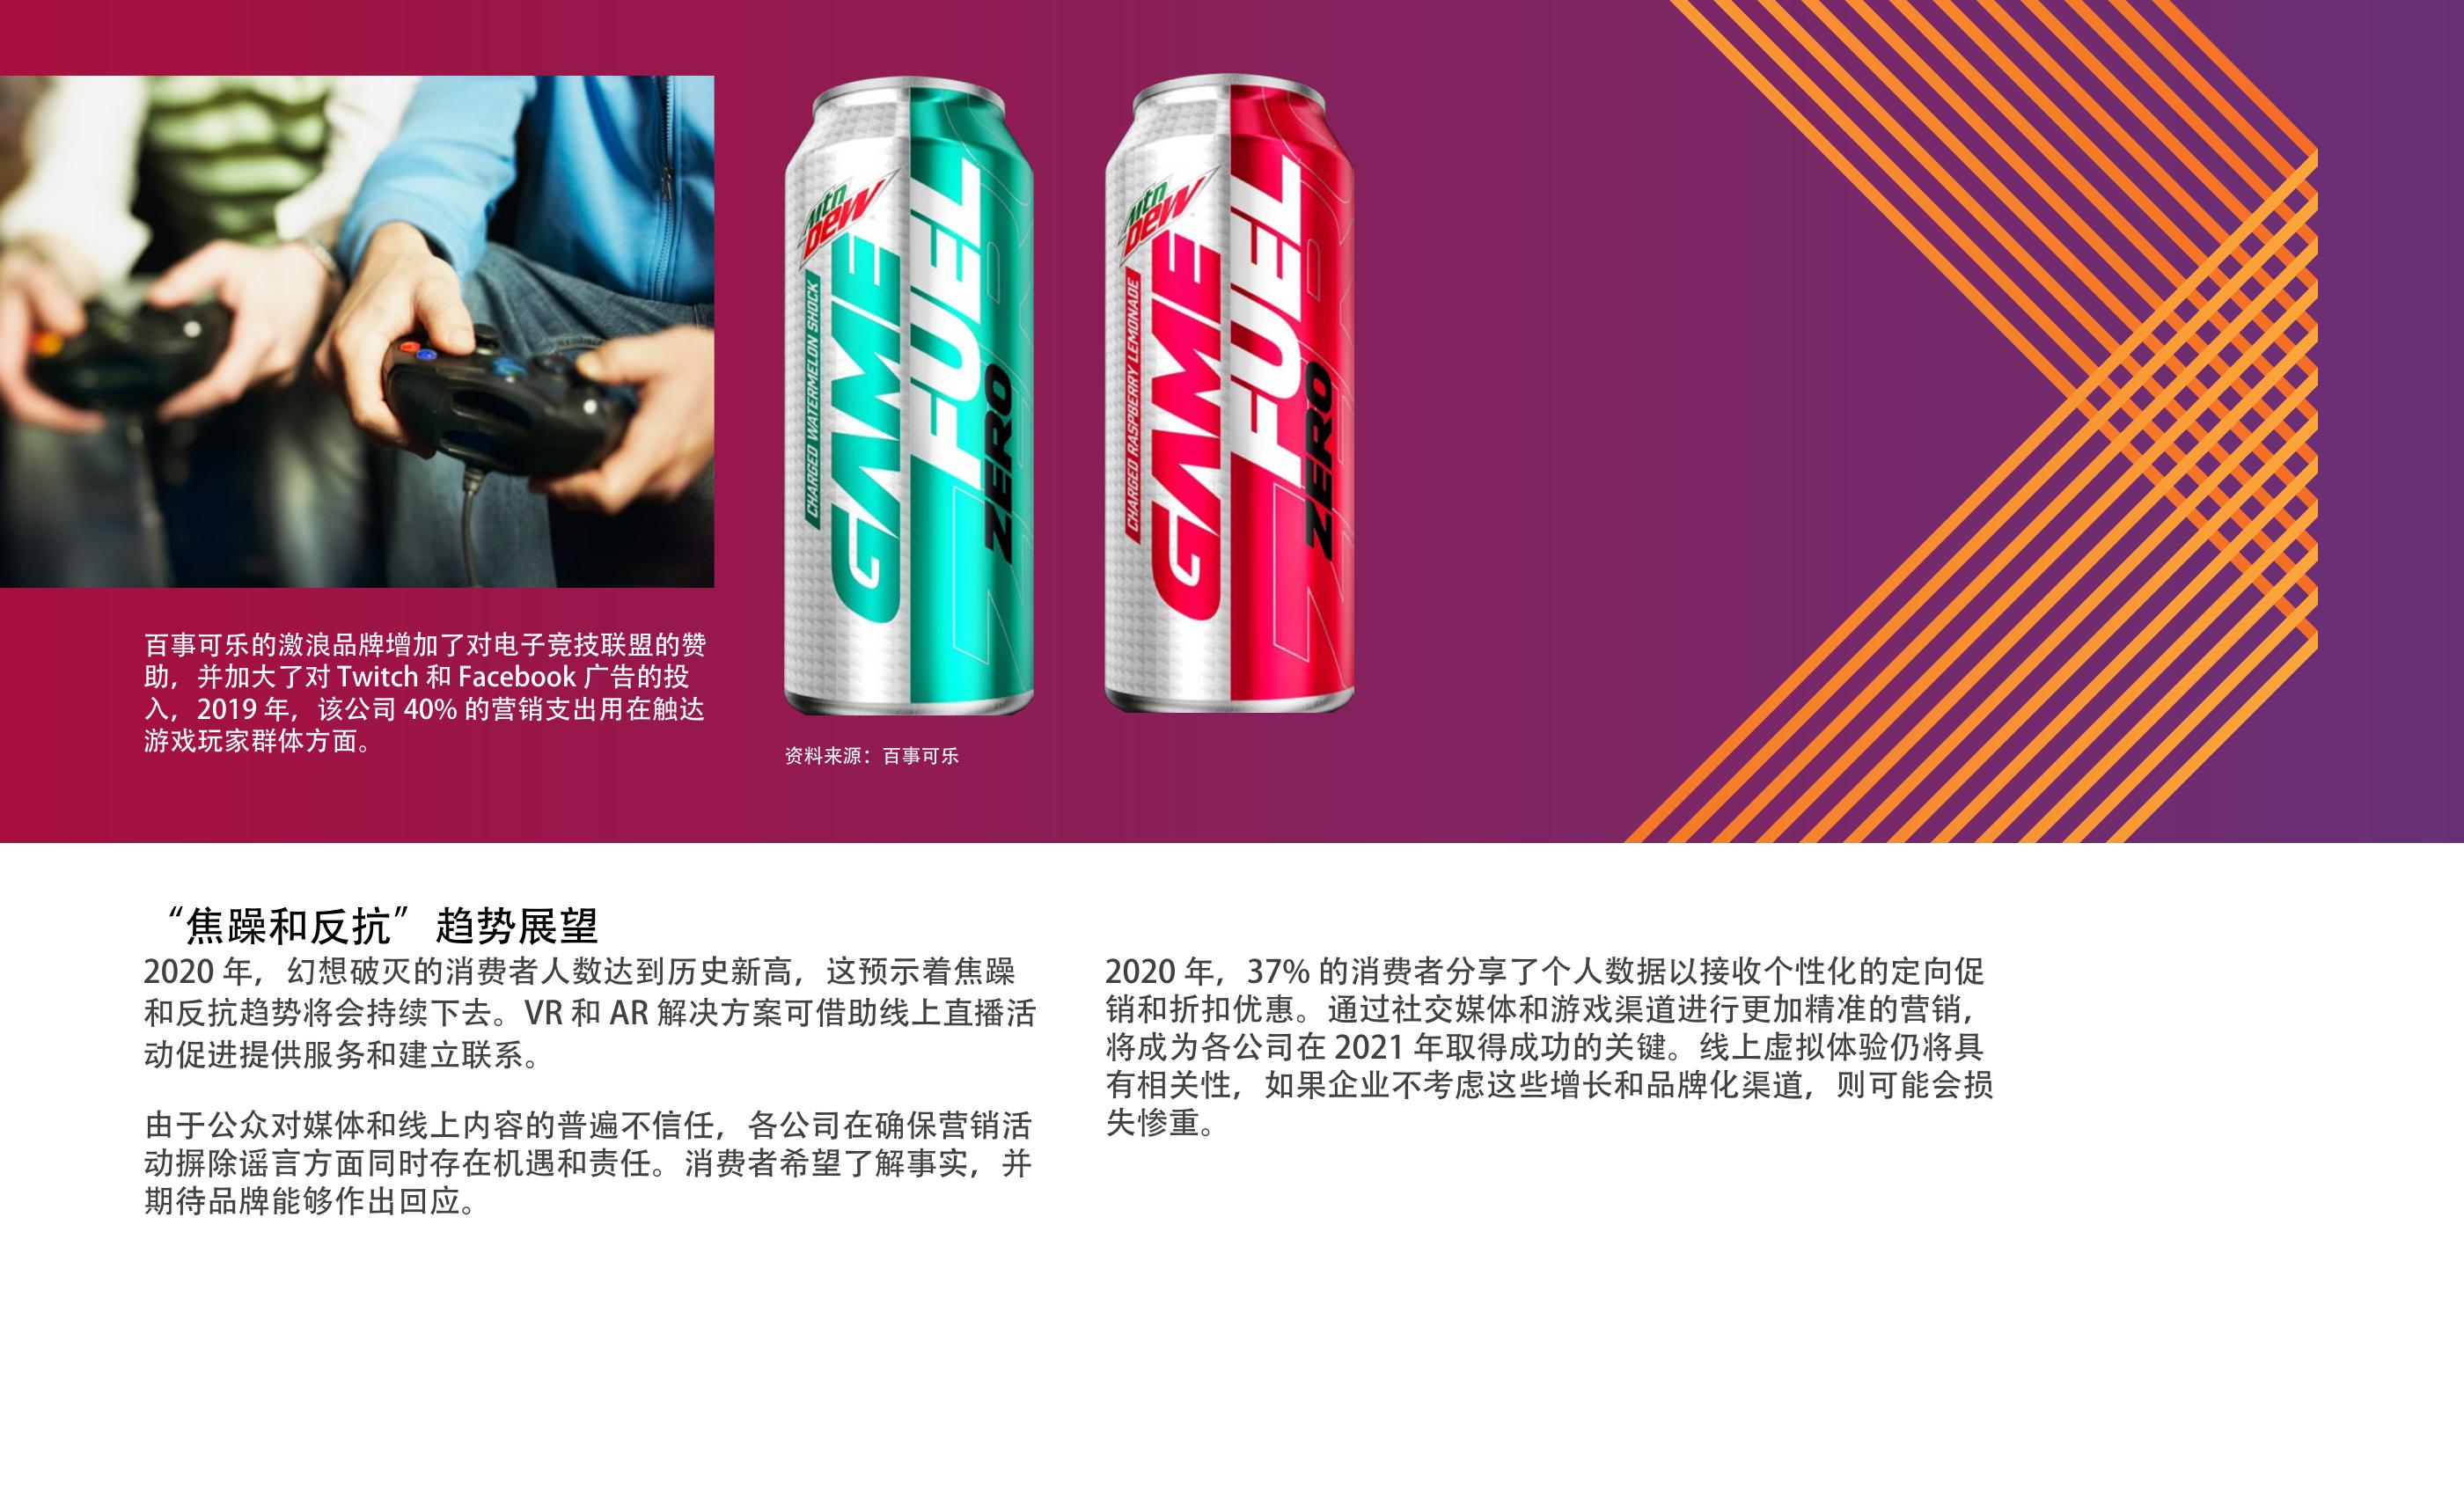 Mtn
DEW
CHARGED WATERMELON SHOCK
GAME
FUEL
ZERO
Mtn
DEW
CHARGED RASPBERRY LEMONADE
GAME
FUEL
ZERO
百事可乐的激浪品牌增加了对电子竞技联盟的赞
助，并加大了对 Twitch 和 Facebook 广告的投
入，2019 年，该公司 40% 的营销支出用在触达
游戏玩家群体方面。
资料来源：百事可乐
“焦躁和反抗”趋势展望
2020 年，幻想破灭的消费者人数达到历史新高，这预示着焦躁
和反抗趋势将会持续下去。VR 和 AR 解决方案可借助线上直播活
动促进提供服务和建立联系。
由于公众对媒体和线上内容的普遍不信任，各公司在确保营销活
动摒除谣言方面同时存在机遇和责任。消费者希望了解事实，并
期待品牌能够作出回应。
2020 年，37% 的消费者分享了个人数据以接收个性化的定向促
销和折扣优惠。通过社交媒体和游戏渠道进行更加精准的营销，
将成为各公司在 2021 年取得成功的关键。线上虚拟体验仍将具
有相关性，如果企业不考虑这些增长和品牌化渠道，则可能会损
失惨重。